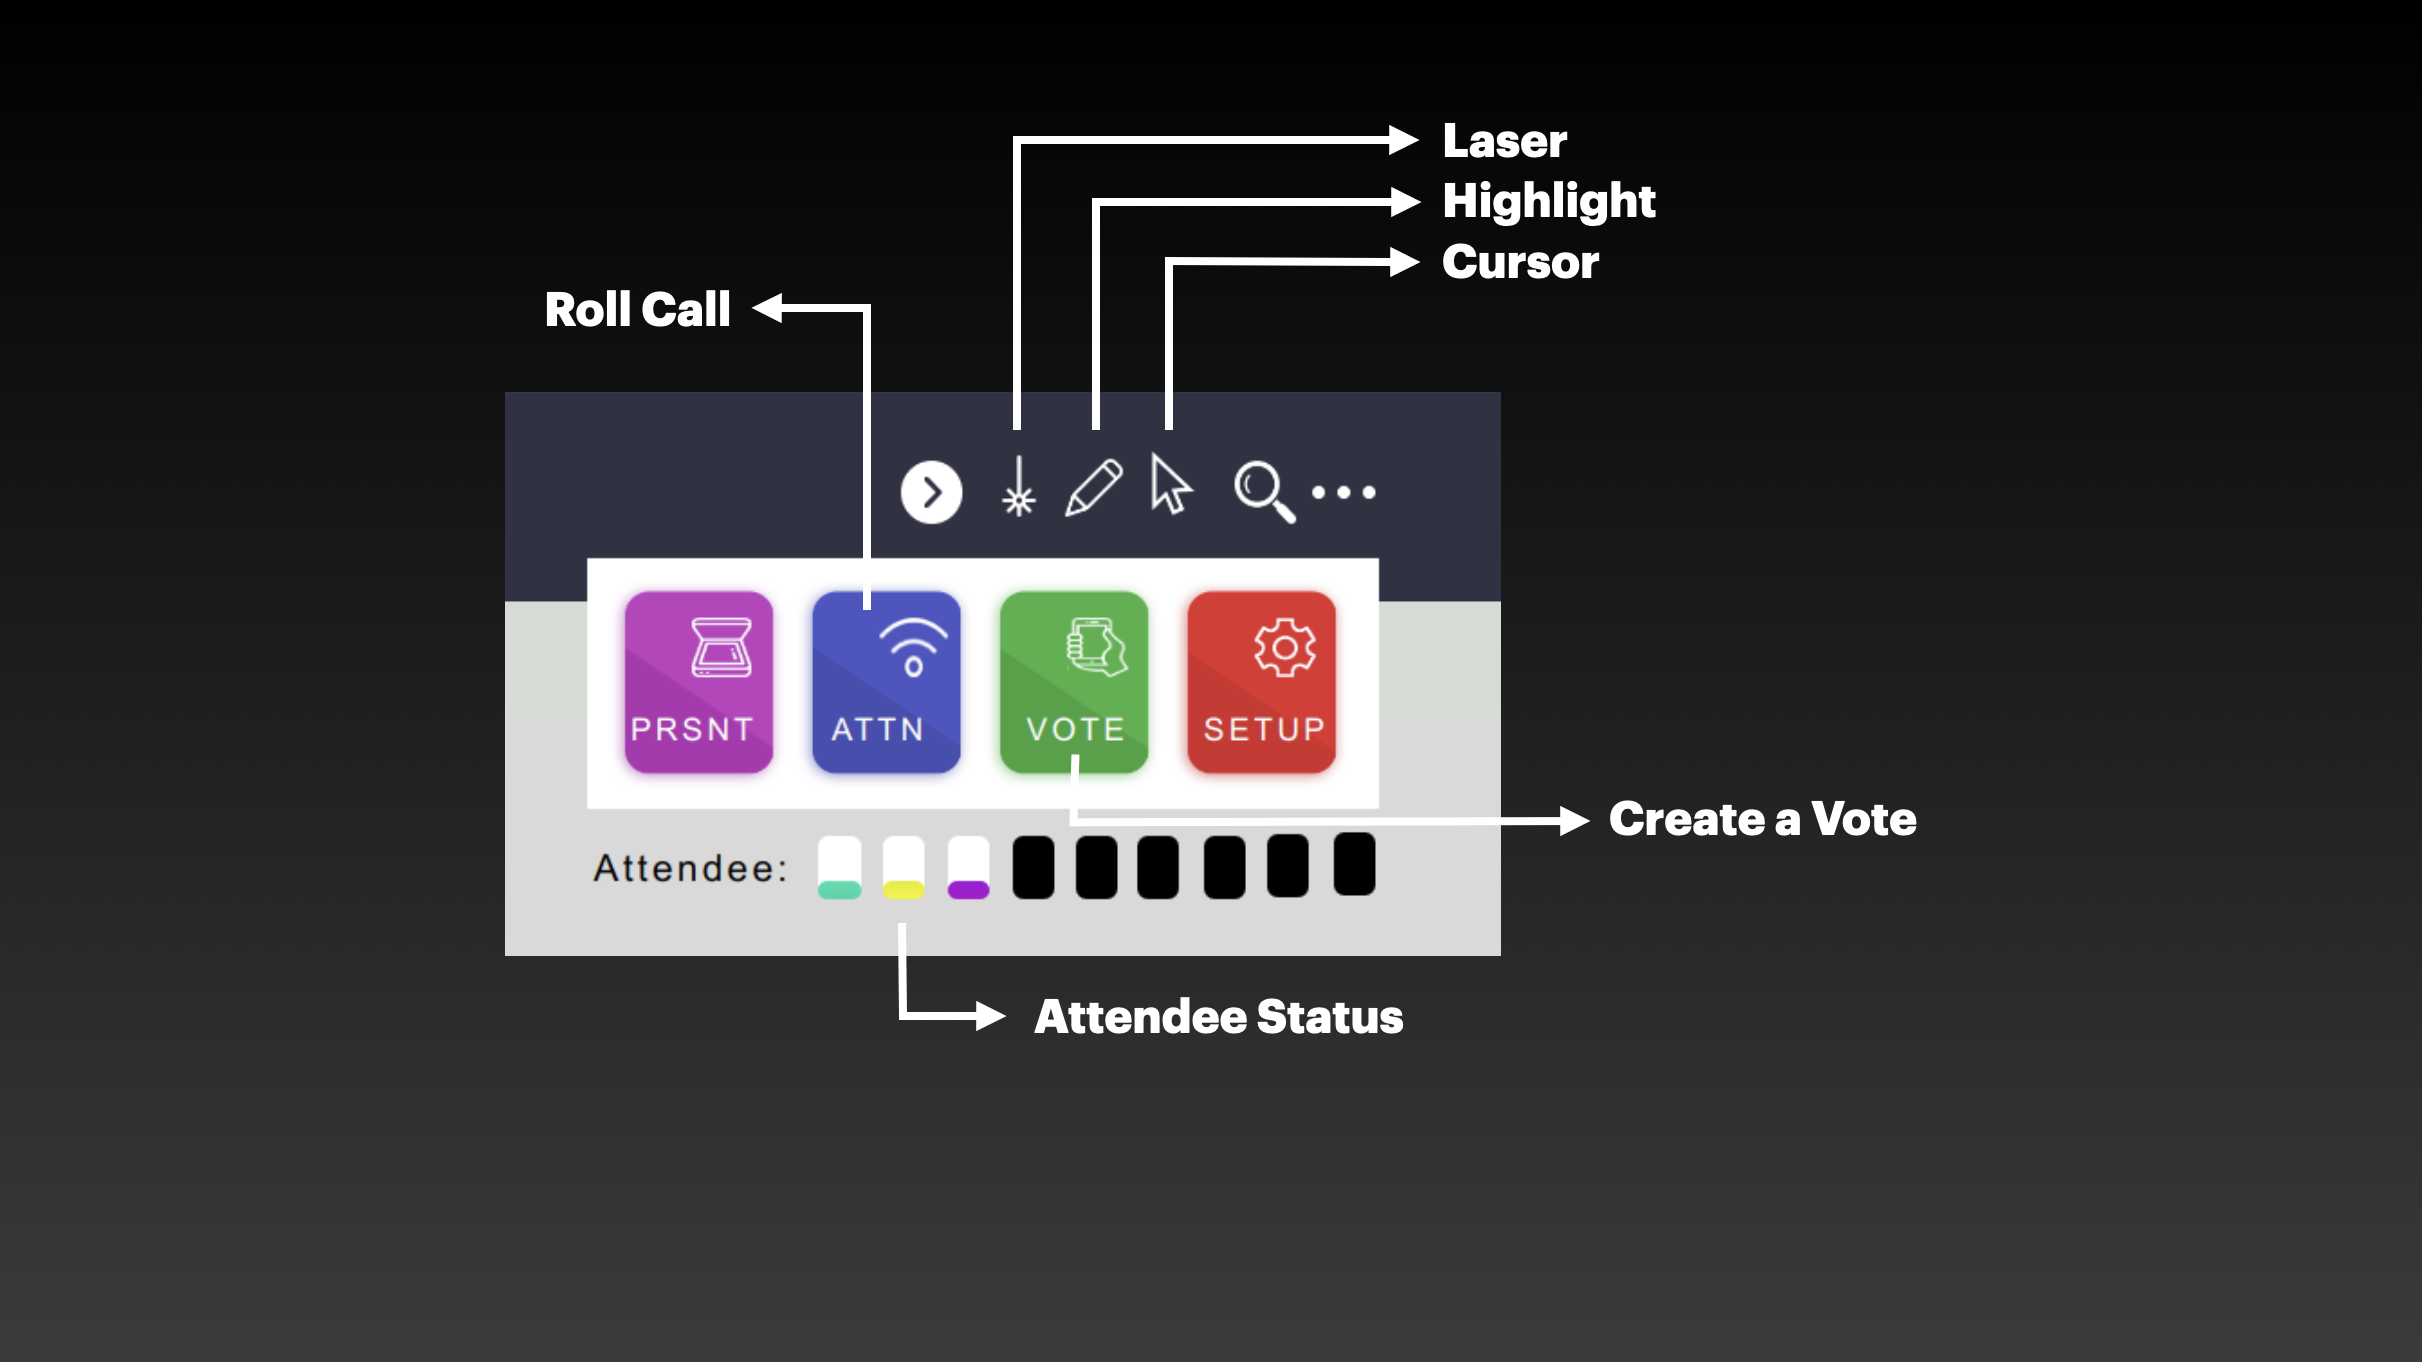 Laser
Highlight
Cursor
Roll Call
PRSNT
ATTN
VOTE
SETUP
Create a Vote
Attendee:
Attendee Status